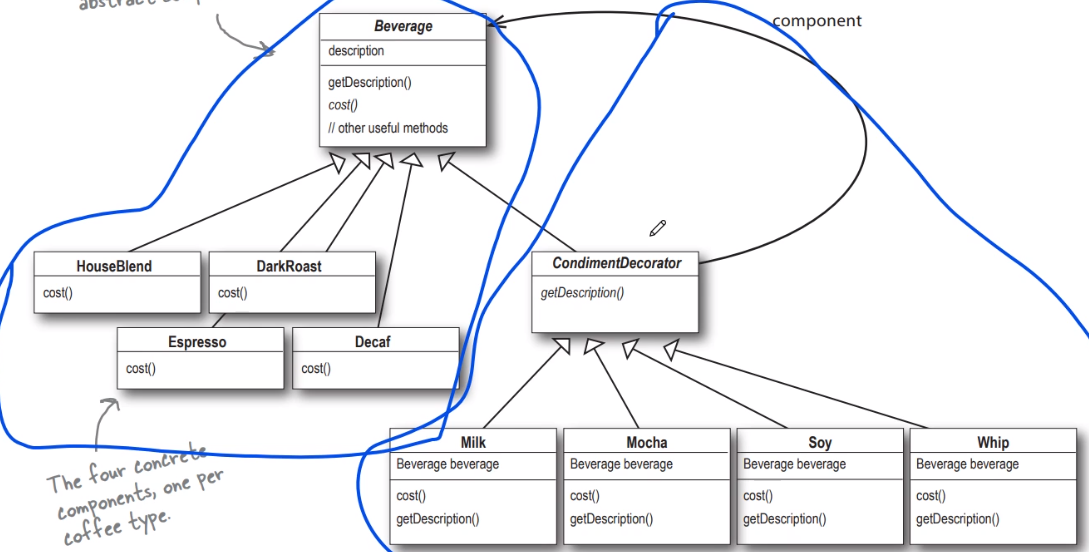 abstract
component
Beverage
description
getDescription()
cost()
// other useful methods
HouseBlend
cost()
DarkRoast
cost()
CondimentDecorator
getDescription()
Espresso
cost()
Decaf
cost()
The four concrete
components, one per
coffee type.
Milk
Beverage beverage
cost()
getDescription()
Mocha
Beverage beverage
cost()
getDescription()
Soy
Beverage beverage
cost()
getDescription()
Whip
Beverage beverage
cost()
getDescription()